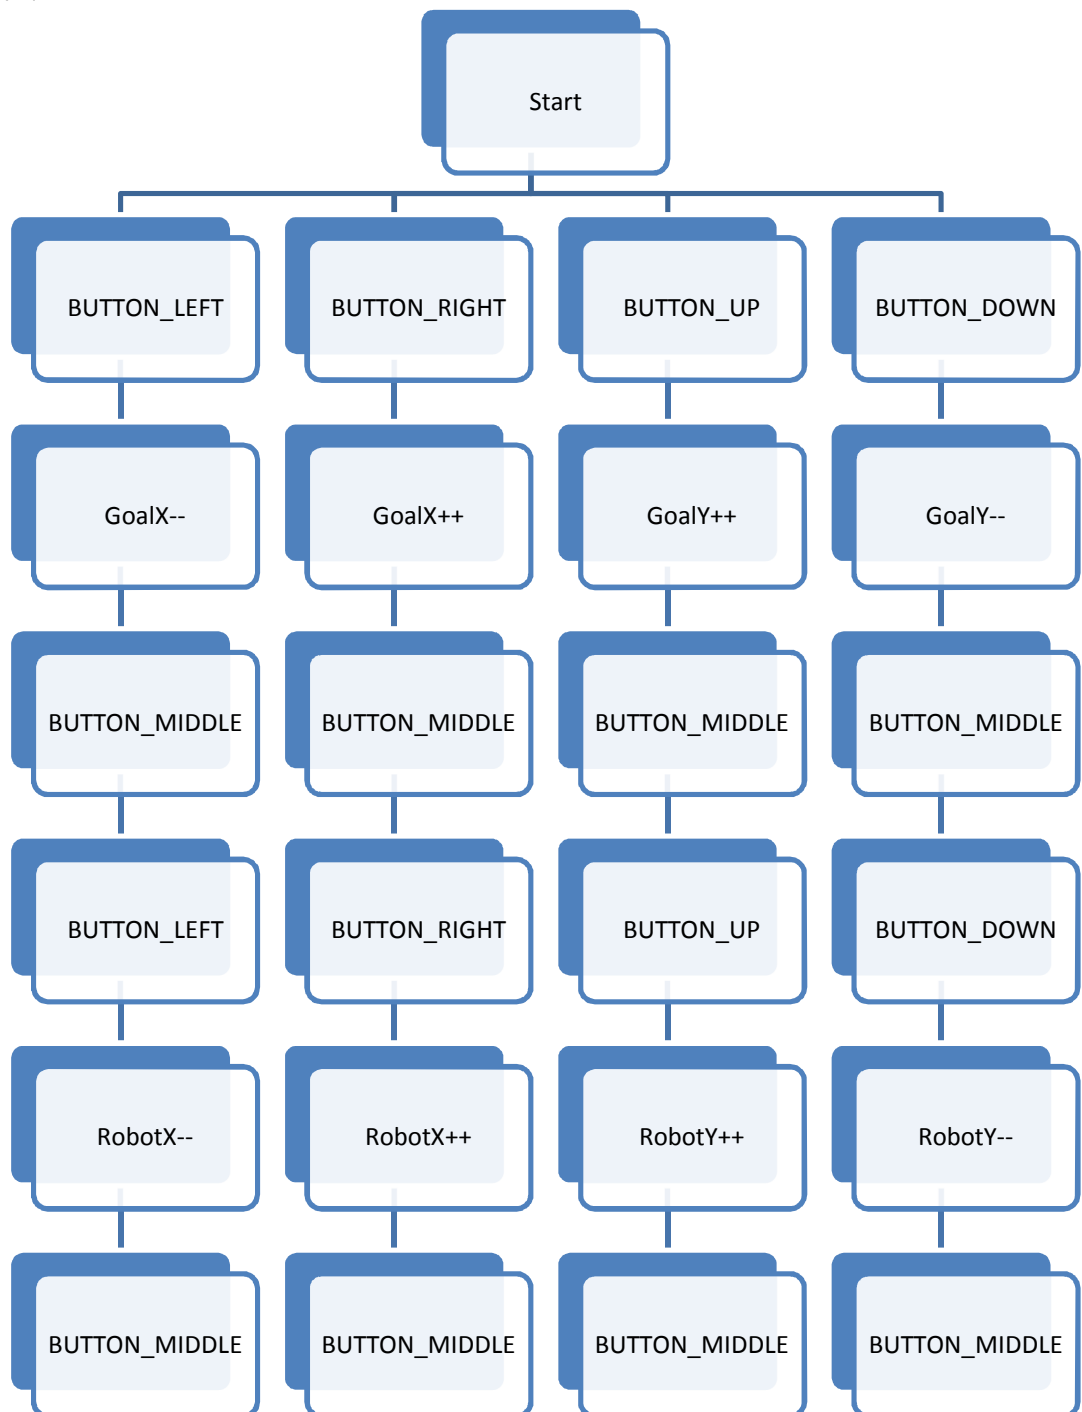 Start
BUTTON_LEFT
BUTTON_RIGHT
BUTTON_UP
BUTTON_DOWN
GoalX--
GoalX++
GoalY++
GoalY--
BUTTON_MIDDLE
BUTTON_MIDDLE
BUTTON_MIDDLE
BUTTON_MIDDLE
BUTTON_LEFT
BUTTON_RIGHT
BUTTON_UP
BUTTON_DOWN
RobotX--
RobotX++
RobotY++
RobotY--
BUTTON_MIDDLE
BUTTON_MIDDLE
BUTTON_MIDDLE
BUTTON_MIDDLE